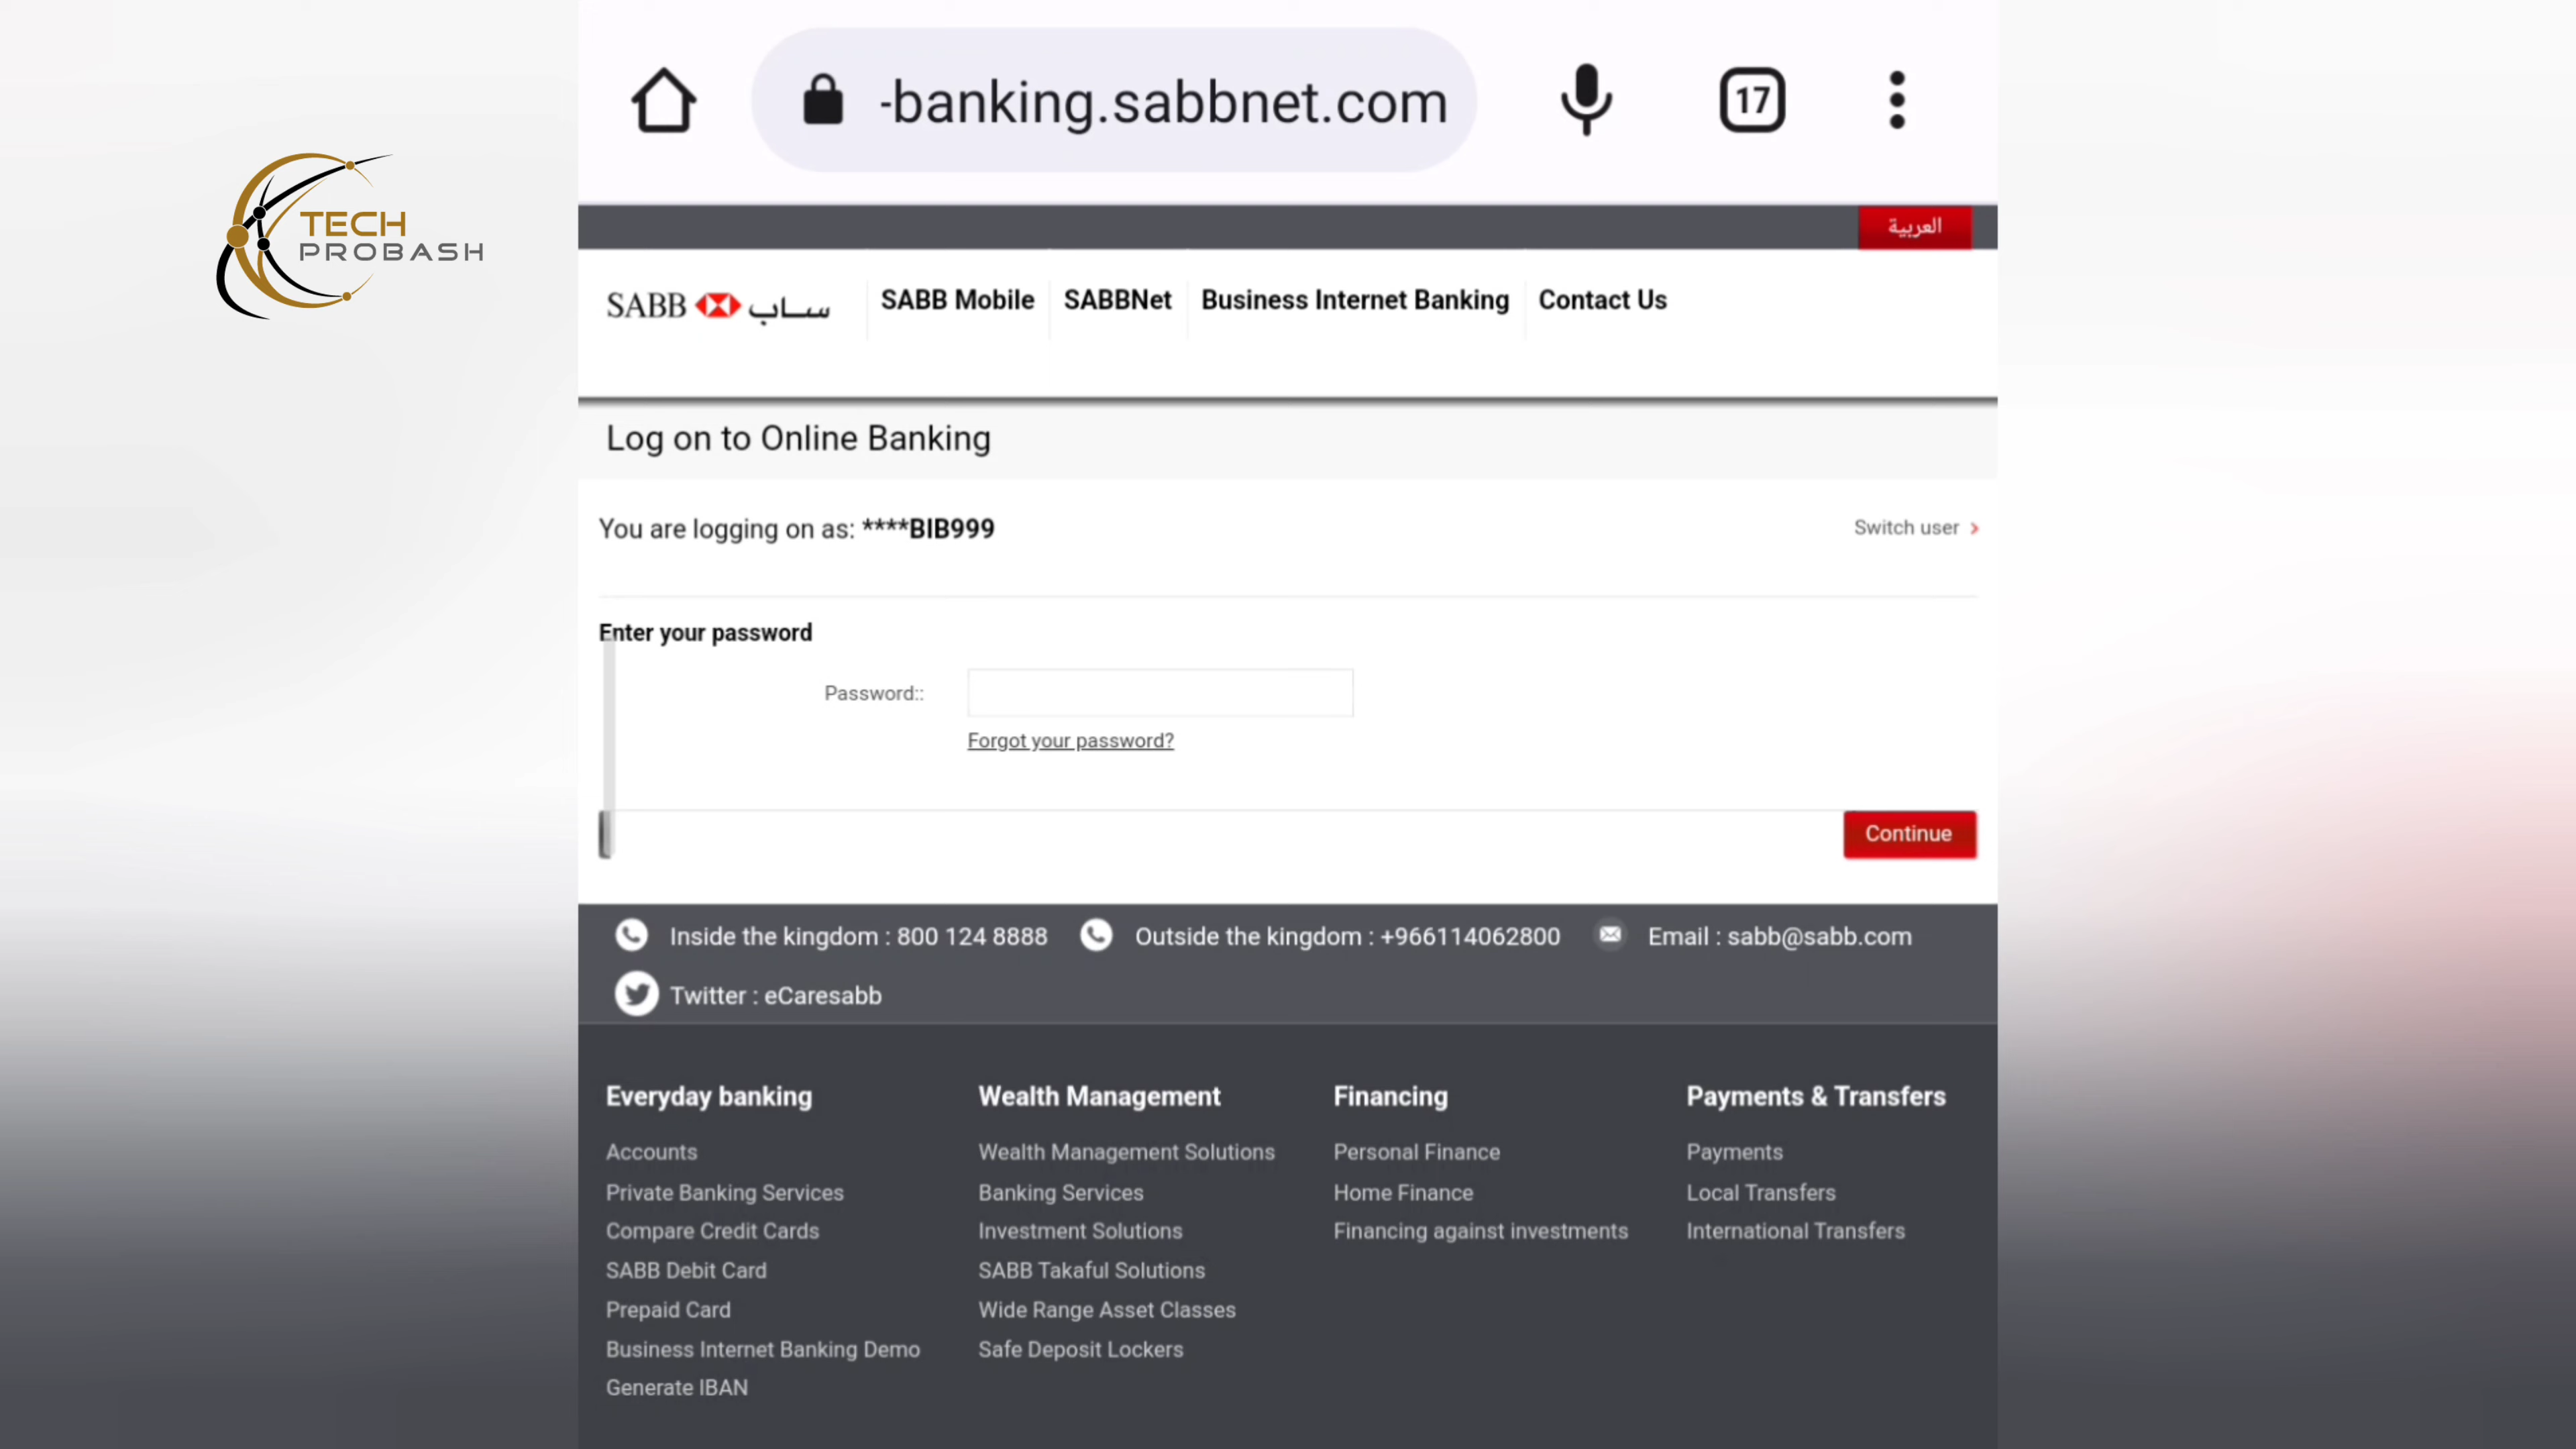 -banking.sabbnet.com
17
TECH
PROBASH
العربية
SABB ساب
SABB Mobile
SABBNet
Business Internet Banking
Contact Us
Log on to Online Banking
You are logging on as: ****BIB999
Switch user
Enter your password
Password::
Forgot your password?
Continue
Inside the kingdom : 800 124 8888
Outside the kingdom : +966114062800
Email : sabb@sabb.com
Twitter : eCaresabb
Everyday banking
Accounts
Private Banking Services
Compare Credit Cards
SABB Debit Card
Prepaid Card
Business Internet Banking Demo
Generate IBAN
Wealth Management
Wealth Management Solutions
Banking Services
Investment Solutions
SABB Takaful Solutions
Wide Range Asset Classes
Safe Deposit Lockers
Financing
Personal Finance
Home Finance
Financing against investments
Payments & Transfers
Payments
Local Transfers
International Transfers